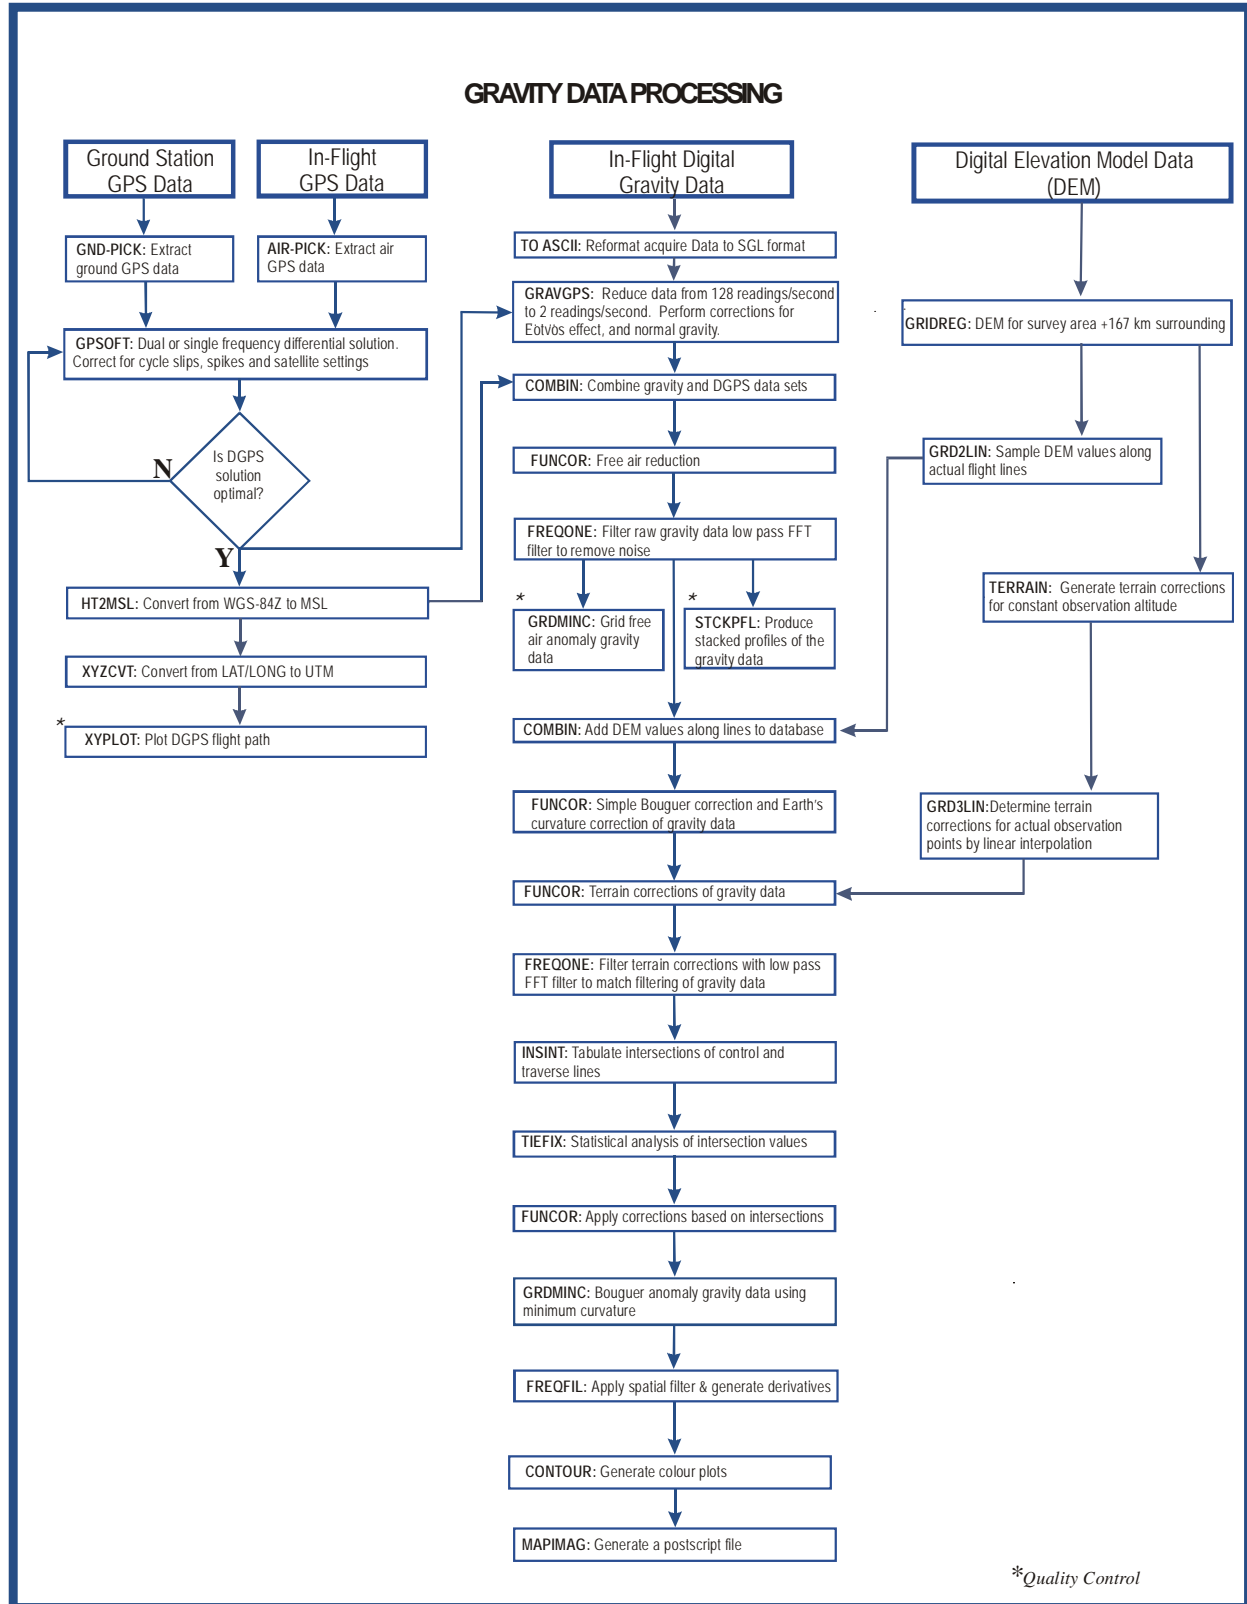 GRAVITY DATA PROCESSING
Ground Station
GPS Data
In-Flight
GPS Data
In-Flight Digital
Gravity Data
Digital Elevation Model Data
(DEM)
GND-PICK: Extract
ground GPS data
AIR-PICK: Extract air
GPS data
TO ASCII: Reformat acquire Data to SGL format
GRAVGPS: Reduce data from 128 readings/second
to 2 readings/second. Perform corrections for
Eötvös effect, and normal gravity.
GRIDREG: DEM for survey area +167 km surrounding
GPSOFT: Dual or single frequency differential solution.
Correct for cycle slips, spikes and satellite settings
COMBIN: Combine gravity and DGPS data sets
Is DGPS
solution
optimal?
N
Y
FUNCOR: Free air reduction
GRD2LIN: Sample DEM values along
actual flight lines
FREQONE: Filter raw gravity data low pass FFT
filter to remove noise
HT2MSL: Convert from WGS-84Z to MSL
*
GRDMINC: Grid free
air anomaly gravity
data
*
STCKPFL: Produce
stacked profiles of the
gravity data
TERRAIN: Generate terrain corrections
for constant observation altitude
XYZCVT: Convert from LAT/LONG to UTM
*
XYPLOT: Plot DGPS flight path
COMBIN: Add DEM values along lines to database
FUNCOR: Simple Bouguer correction and Earth's
curvature correction of gravity data
GRD3LIN:Determine terrain
corrections for actual observation
points by linear interpolation
FUNCOR: Terrain corrections of gravity data
FREQONE: Filter terrain corrections with low pass
FFT filter to match filtering of gravity data
INSINT: Tabulate intersections of control and
traverse lines
TIEFIX: Statistical analysis of intersection values
FUNCOR: Apply corrections based on intersections
GRDMINC: Bouguer anomaly gravity data using
minimum curvature
FREQFIL: Apply spatial filter & generate derivatives
CONTOUR: Generate colour plots
MAPIMAG: Generate a postscript file
*Quality Control